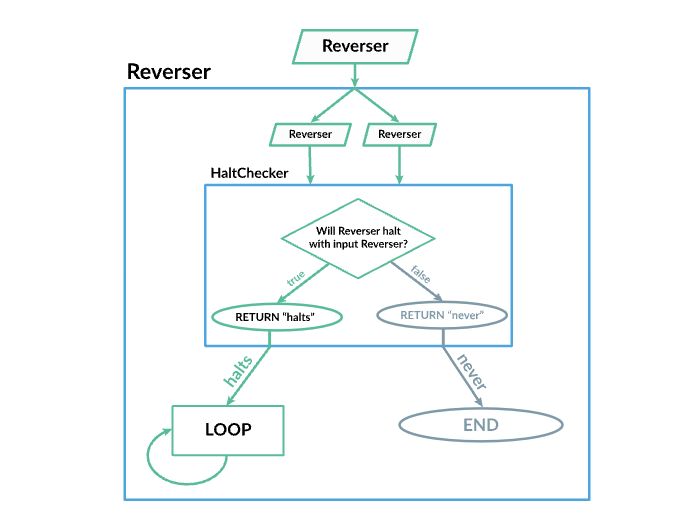 Reverser
Reverser
Reverser
Reverser
HaltChecker
Will Reverser halt
with input Reverser?
true
false
RETURN “halts”
RETURN “never”
halts
never
LOOP
END